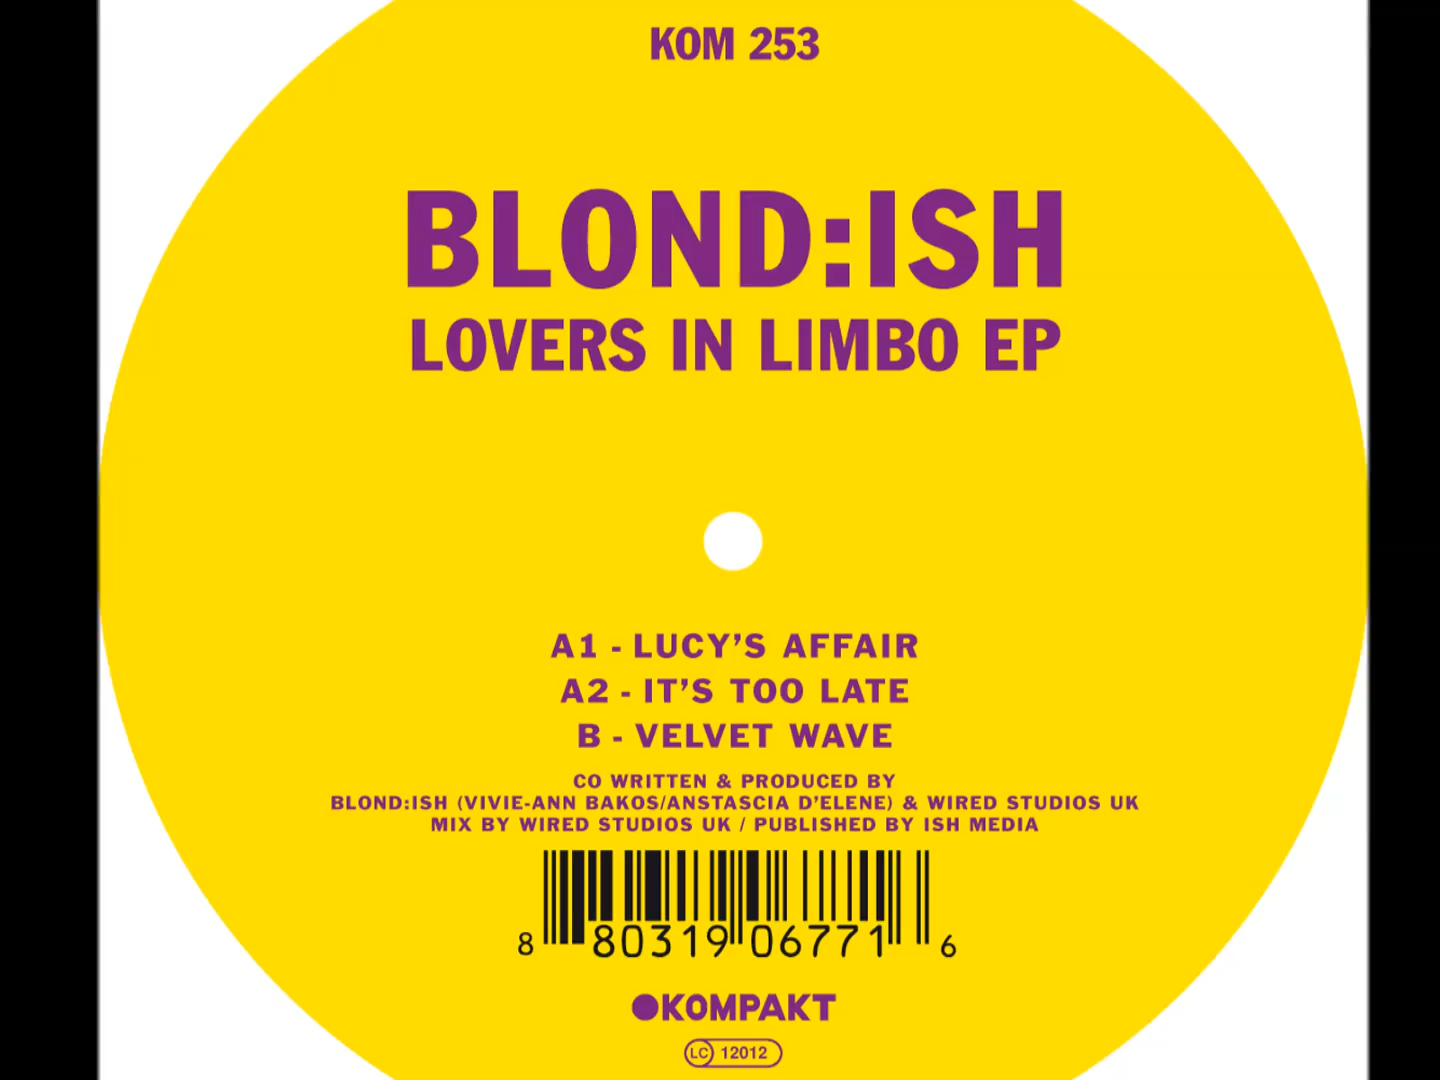 KOM 253
BLOND:ISH
LOVERS IN LIMBO EP
A1 - LUCY'S AFFAIR
A2 - IT'S TOO LATE
B - VELVET WAVE
CO WRITTEN & PRODUCED BY
BLOND:ISH (VIVIE-ANN BAKOS/ANSTASCIA D'ELENE) & WIRED STUDIOS UK
MIX BY WIRED STUDIOS UK / PUBLISHED BY ISH MEDIA
8 80319 06771 6
KOMPAKT
LC 12012